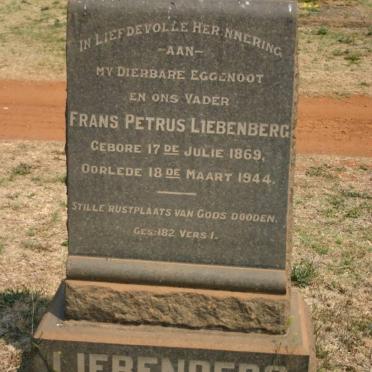 IN LIEFDEVOLLE HERINNERING
—AAN—
MY DIERBARE EGGENOOT
EN ONS VADER
FRANS PETRUS LIEBENBERG
GEBORE 17DE JULIE 1869,
OORLEDE 18DE MAART 1944.
STILLE RUSTPLAATS VAN GODS DOODEN.
GES:182. VERS 1.
LIEBENBERG